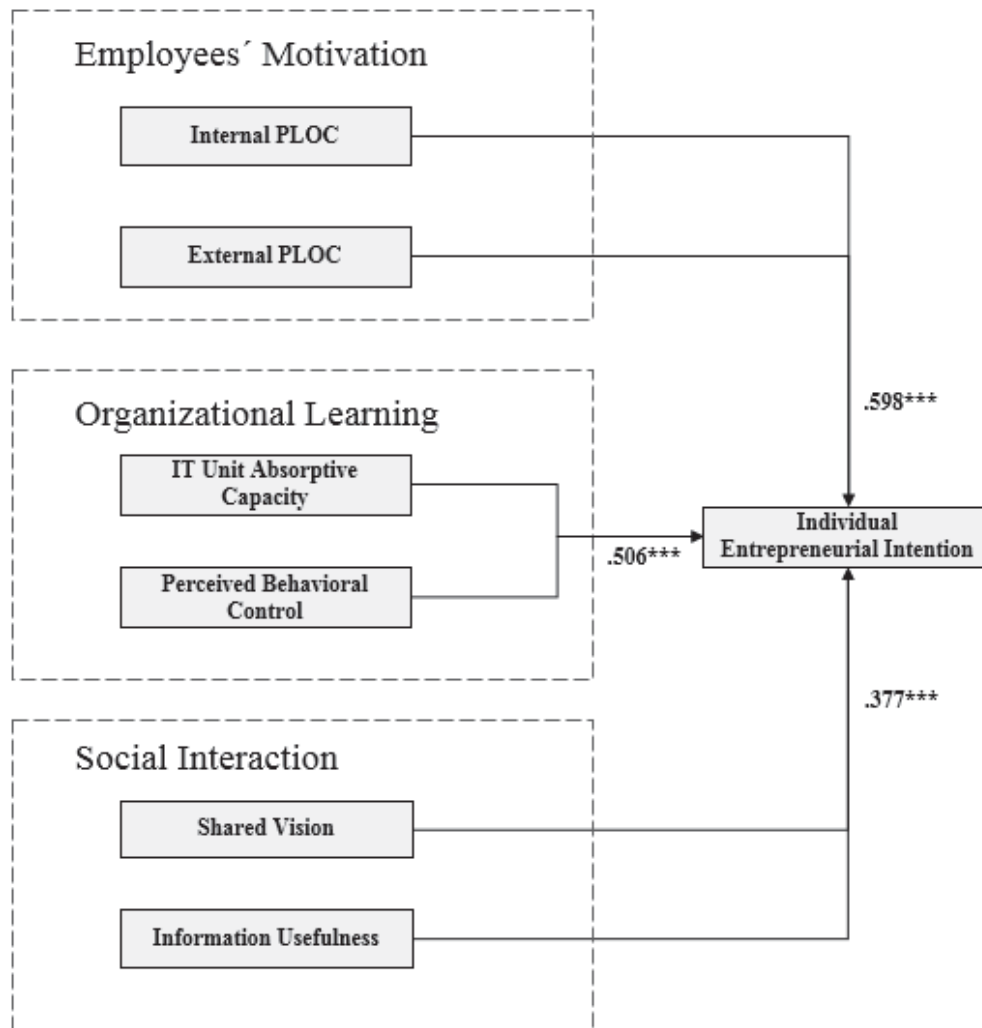 Employees´ Motivation
Internal PLOC
External PLOC
.598***
Organizational Learning
IT Unit Absorptive
Capacity
Perceived Behavioral
Control
.506***
Individual
Entrepreneurial Intention
.377***
Social Interaction
Shared Vision
Information Usefulness